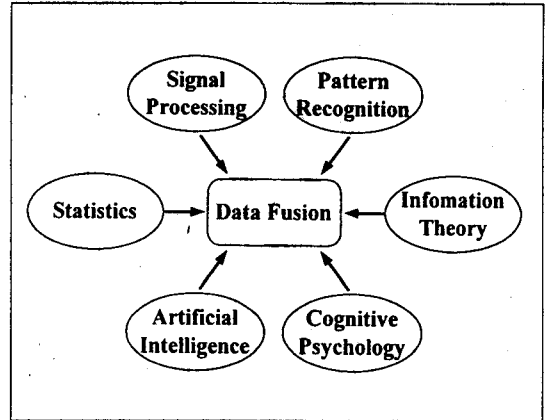 Signal
Processing
Pattern
Recognition
Statistics
Data Fusion
Infomation
Theory
Artificial
Intelligence
Cognitive
Psychology